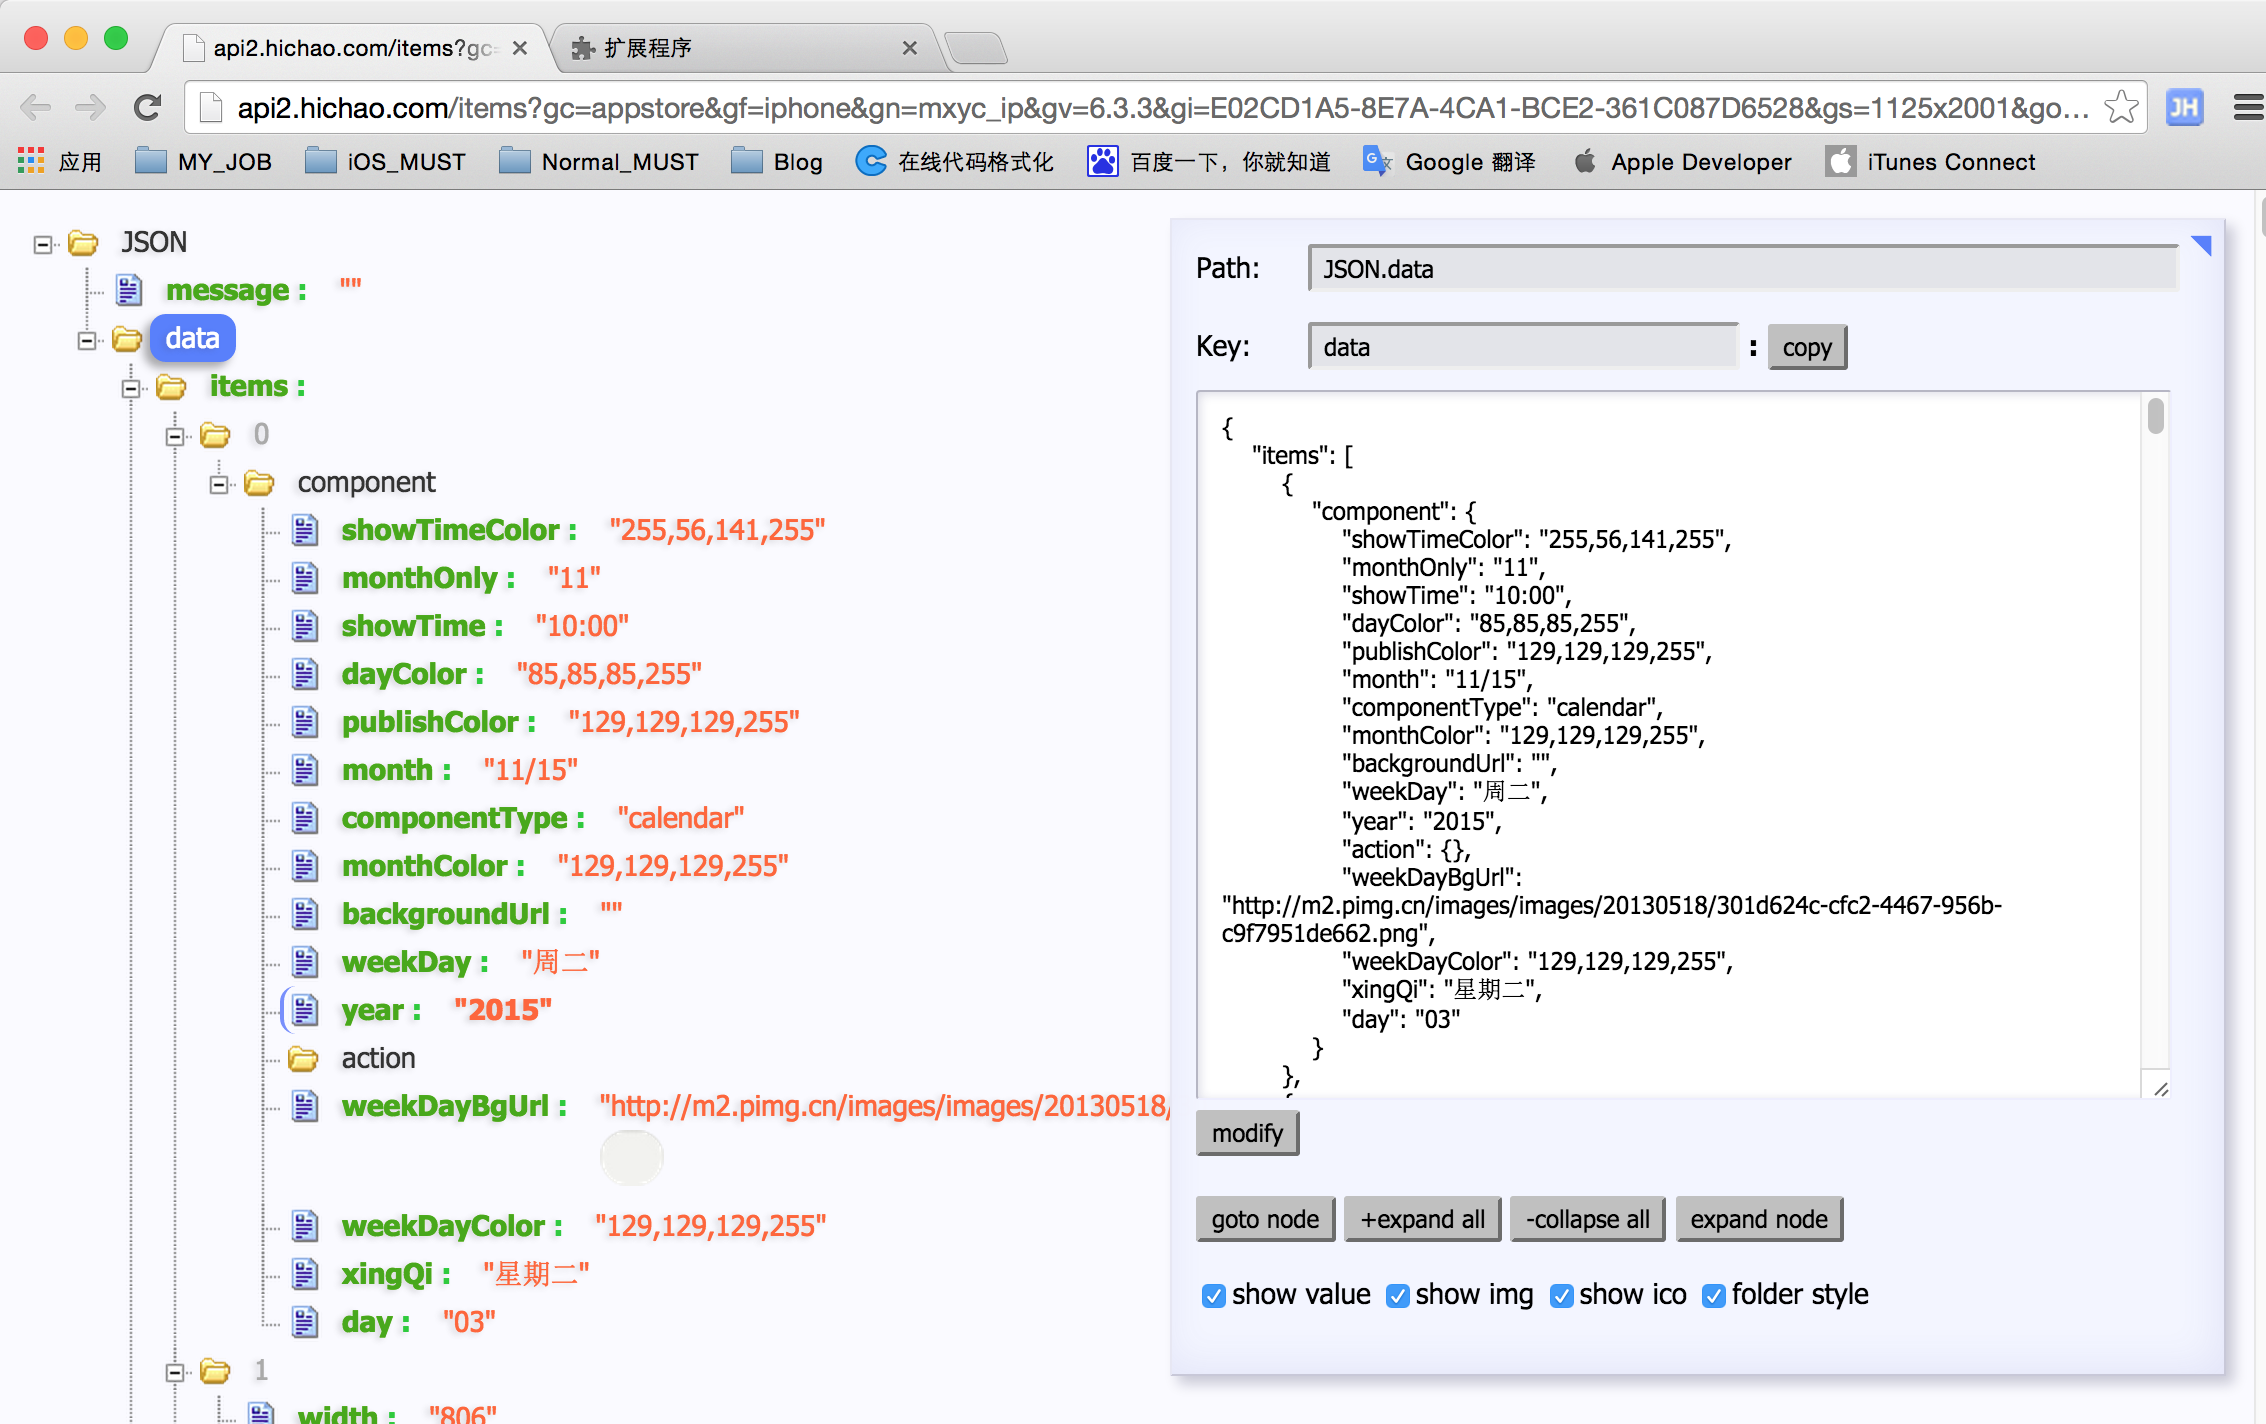 api2.hichao.com/items?gc=
扩展程序
api2.hichao.com/items?gc=appstore&gf=iphone&gn=mxyc_ip&gv=6.3.3&gi=E02CD1A5-8E7A-4CA1-BCE2-361C087D6528&gs=1125x2001&go...
JH
应用 MY_JOB iOS_MUST Normal_MUST Blog 在线代码格式化 百度一下，你就知道 Google 翻译 Apple Developer iTunes Connect
JSON
message : ""
data
items :
0
component
showTimeColor : "255,56,141,255"
monthOnly : "11"
showTime : "10:00"
dayColor : "85,85,85,255"
publishColor : "129,129,129,255"
month : "11/15"
componentType : "calendar"
monthColor : "129,129,129,255"
backgroundUrl : ""
weekDay : "周二"
year : "2015"
action
weekDayBgUrl : "http://m2.pimg.cn/images/images/20130518/
weekDayColor : "129,129,129,255"
xingQi : "星期二"
day : "03"
1
width : "806"
Path: JSON.data
Key: data : copy
{
"items": [
{
"component": {
"showTimeColor": "255,56,141,255",
"monthOnly": "11",
"showTime": "10:00",
"dayColor": "85,85,85,255",
"publishColor": "129,129,129,255",
"month": "11/15",
"componentType": "calendar",
"monthColor": "129,129,129,255",
"backgroundUrl": "",
"weekDay": "周二",
"year": "2015",
"action": {},
"weekDayBgUrl":
"http://m2.pimg.cn/images/images/20130518/301d624c-cfc2-4467-956b-
c9f7951de662.png",
"weekDayColor": "129,129,129,255",
"xingQi": "星期二",
"day": "03"
}
},
{
modify
goto node +expand all -collapse all expand node
show value show img show ico folder style